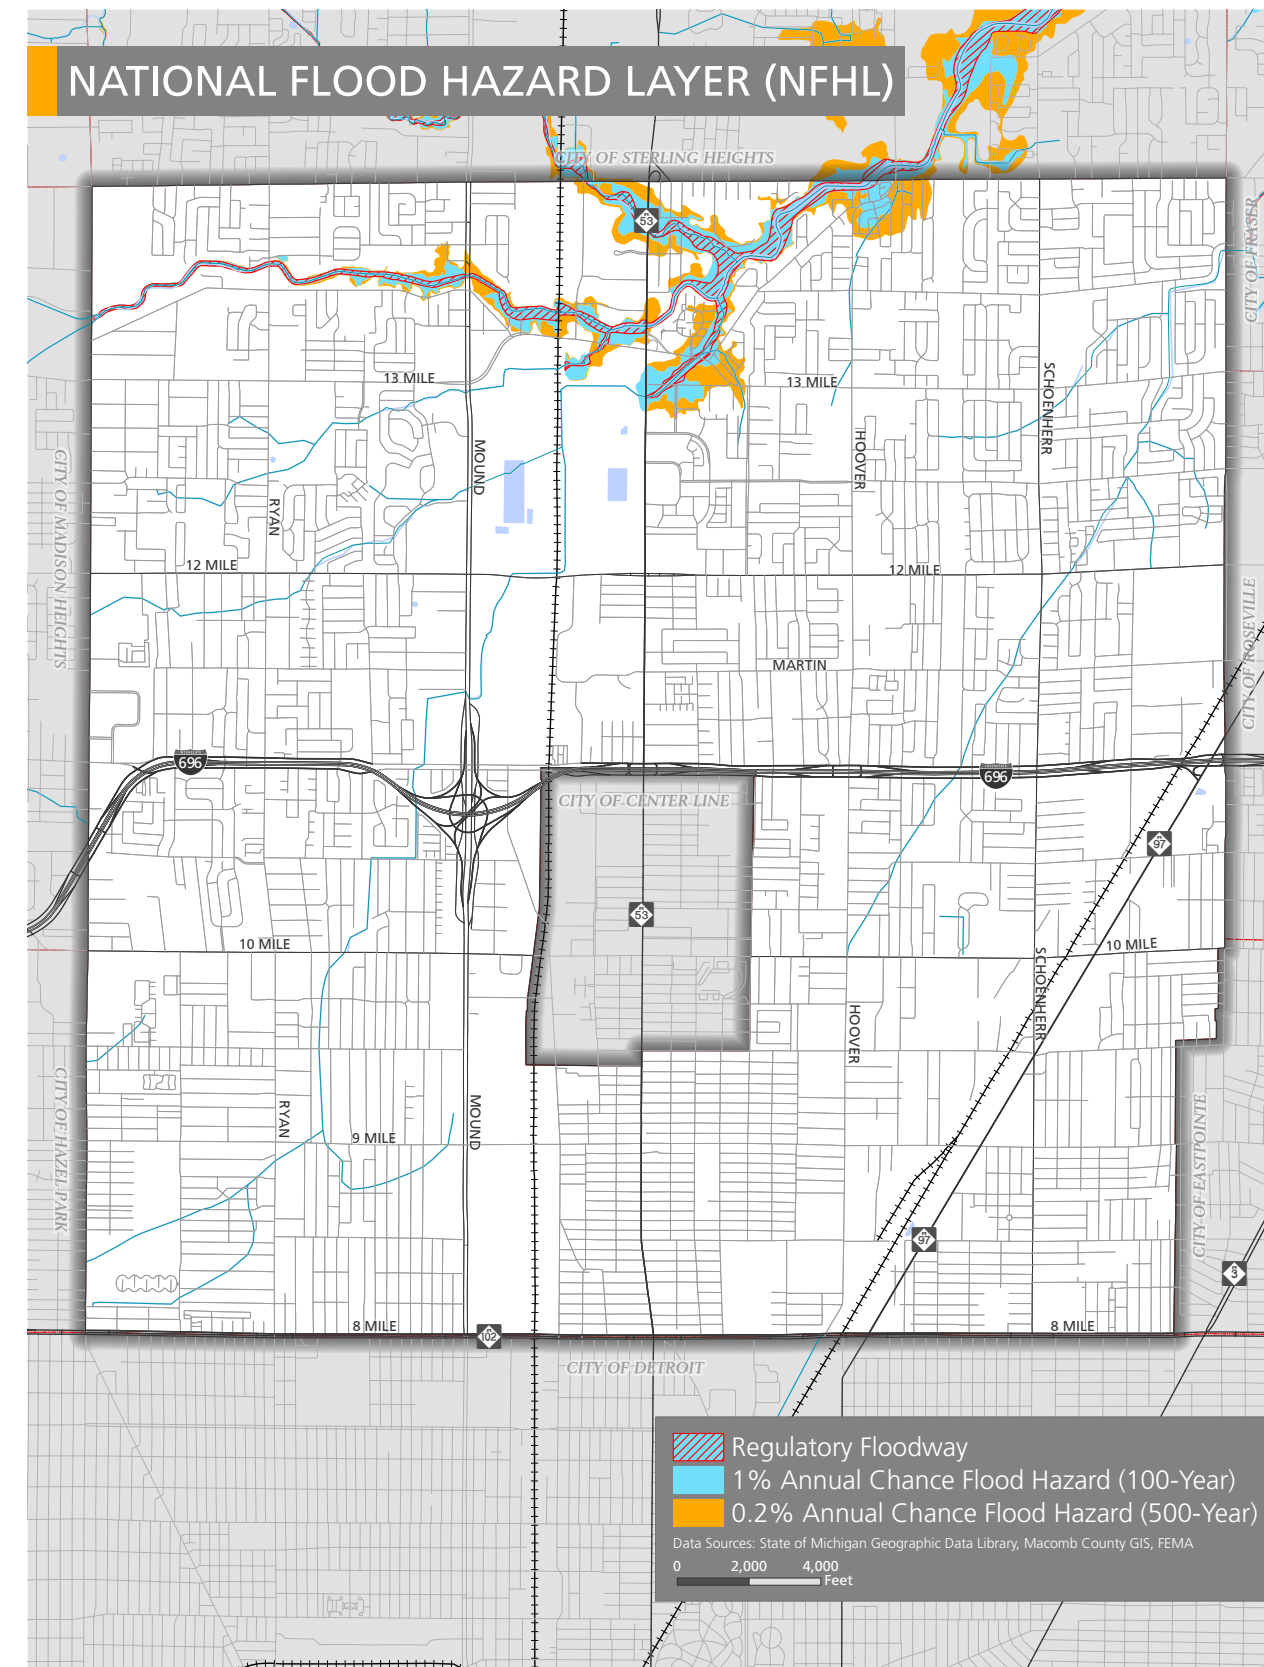 NATIONAL FLOOD HAZARD LAYER (NFHL)
CITY OF STERLING HEIGHTS
M
53
CITY OF FRASER
13 MILE
13 MILE
SCHOENHERR
HOOVER
MOUND
RYAN
CITY OF MADISON HEIGHTS
12 MILE
12 MILE
CITY OF ROSEVILLE
MARTIN
INTERSTATE
696
INTERSTATE
696
CITY OF CENTER LINE
M
97
M
53
10 MILE
10 MILE
SCHOENHERR
HOOVER
CITY OF HAZEL PARK
RYAN
MOUND
9 MILE
CITY OF EASTPOINTE
M
97
M
3
8 MILE
8 MILE
M
102
CITY OF DETROIT
Regulatory Floodway
1% Annual Chance Flood Hazard (100-Year)
0.2% Annual Chance Flood Hazard (500-Year)
Data Sources: State of Michigan Geographic Data Library, Macomb County GIS, FEMA
0 2,000 4,000
Feet